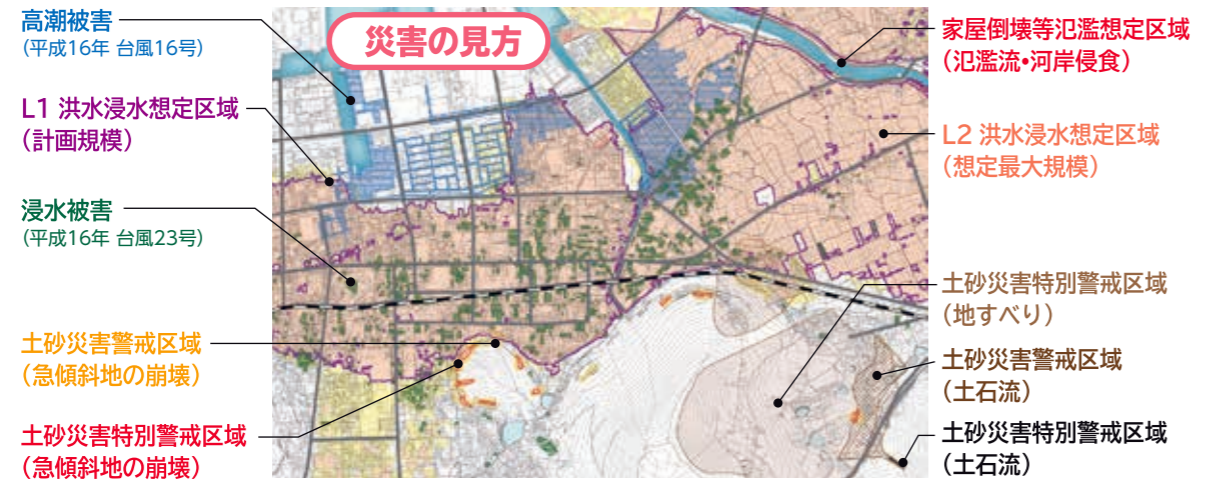 災害の見方
高潮被害
(平成16年 台風16号)
L1 洪水浸水想定区域
(計画規模)
浸水被害
(平成16年 台風23号)
土砂災害警戒区域
(急傾斜地の崩壊)
土砂災害特別警戒区域
(急傾斜地の崩壊)
家屋倒壊等氾濫想定区域
(氾濫流・河岸侵食)
L2 洪水浸水想定区域
(想定最大規模)
土砂災害特別警戒区域
(地すべり)
土砂災害警戒区域
(土石流)
土砂災害特別警戒区域
(土石流)